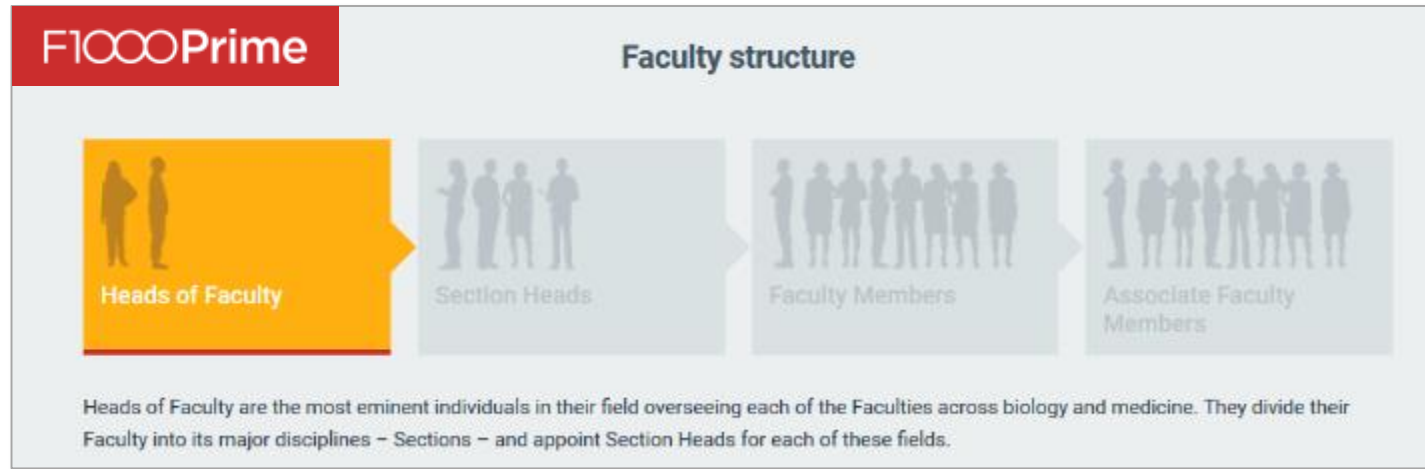 F1000Prime
Faculty structure
Heads of Faculty
Section Heads
Faculty Members
Associate Faculty
Members
Heads of Faculty are the most eminent individuals in their field overseeing each of the Faculties across biology and medicine. They divide their
Faculty into its major disciplines – Sections – and appoint Section Heads for each of these fields.